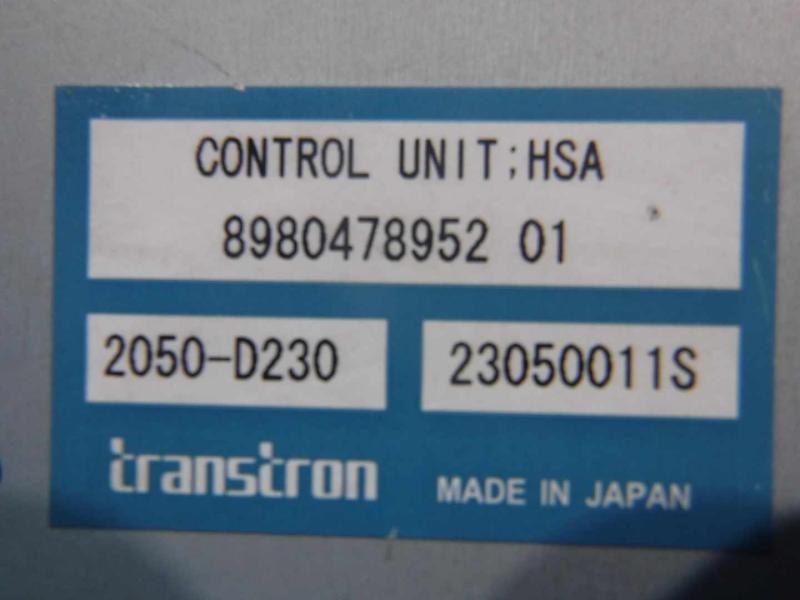 CONTROL UNIT;HSA
8980478952 01
2050-D230 23050011S
transtron MADE IN JAPAN